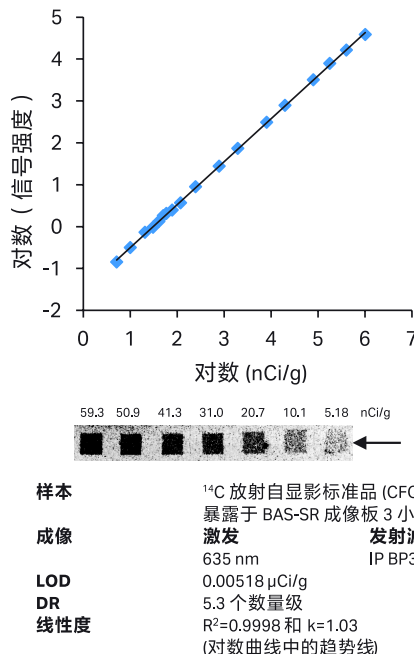 5
4
3
2
1
0
-1
-2
对数（信号强度）
0 1 2 3 4 5 6 7
对数 (nCi/g)
59.3 50.9 41.3 31.0 20.7 10.1 5.18 nCi/g
样本 ¹⁴C 放射自显影标准品 (CFC
暴露于 BAS-SR 成像板 3 小
成像 激发 发射波
635 nm IP BP3
LOD 0.00518 µCi/g
DR 5.3 个数量级
线性度 R²=0.9998 和 k=1.03
(对数曲线中的趋势线)